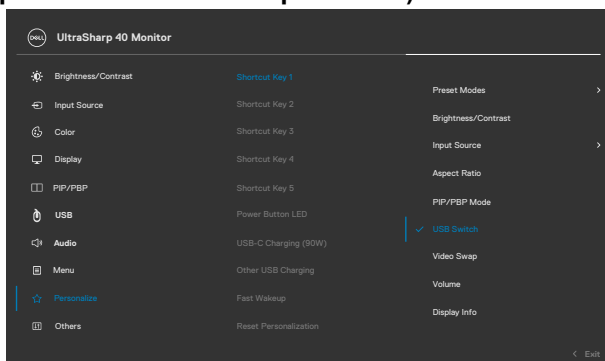 DELL
UltraSharp 40 Monitor
Brightness/Contrast
Input Source
Color
Display
PIP/PBP
USB
Audio
Menu
Personalize
Others
Shortcut Key 1
Shortcut Key 2
Shortcut Key 3
Shortcut Key 4
Shortcut Key 5
Power Button LED
USB-C Charging (90W)
Other USB Charging
Fast Wakeup
Reset Personalization
Preset Modes
Brightness/Contrast
Input Source
Aspect Ratio
PIP/PBP Mode
USB Switch
Video Swap
Volume
Display Info
Exit